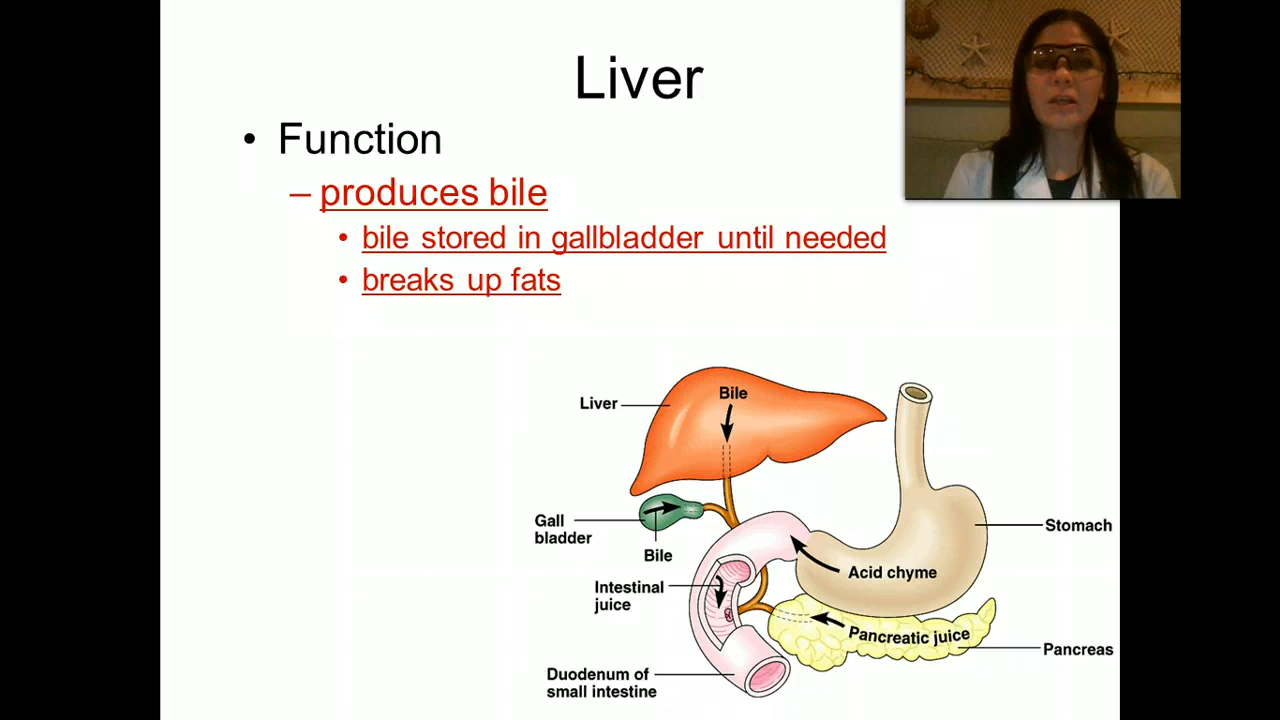 Liver
• Function
– produces bile
• bile stored in gallbladder until needed
• breaks up fats
Bile
Liver
Gall
bladder
Bile
Stomach
Acid chyme
Intestinal
juice
Pancreatic juice
Pancreas
Duodenum of
small intestine